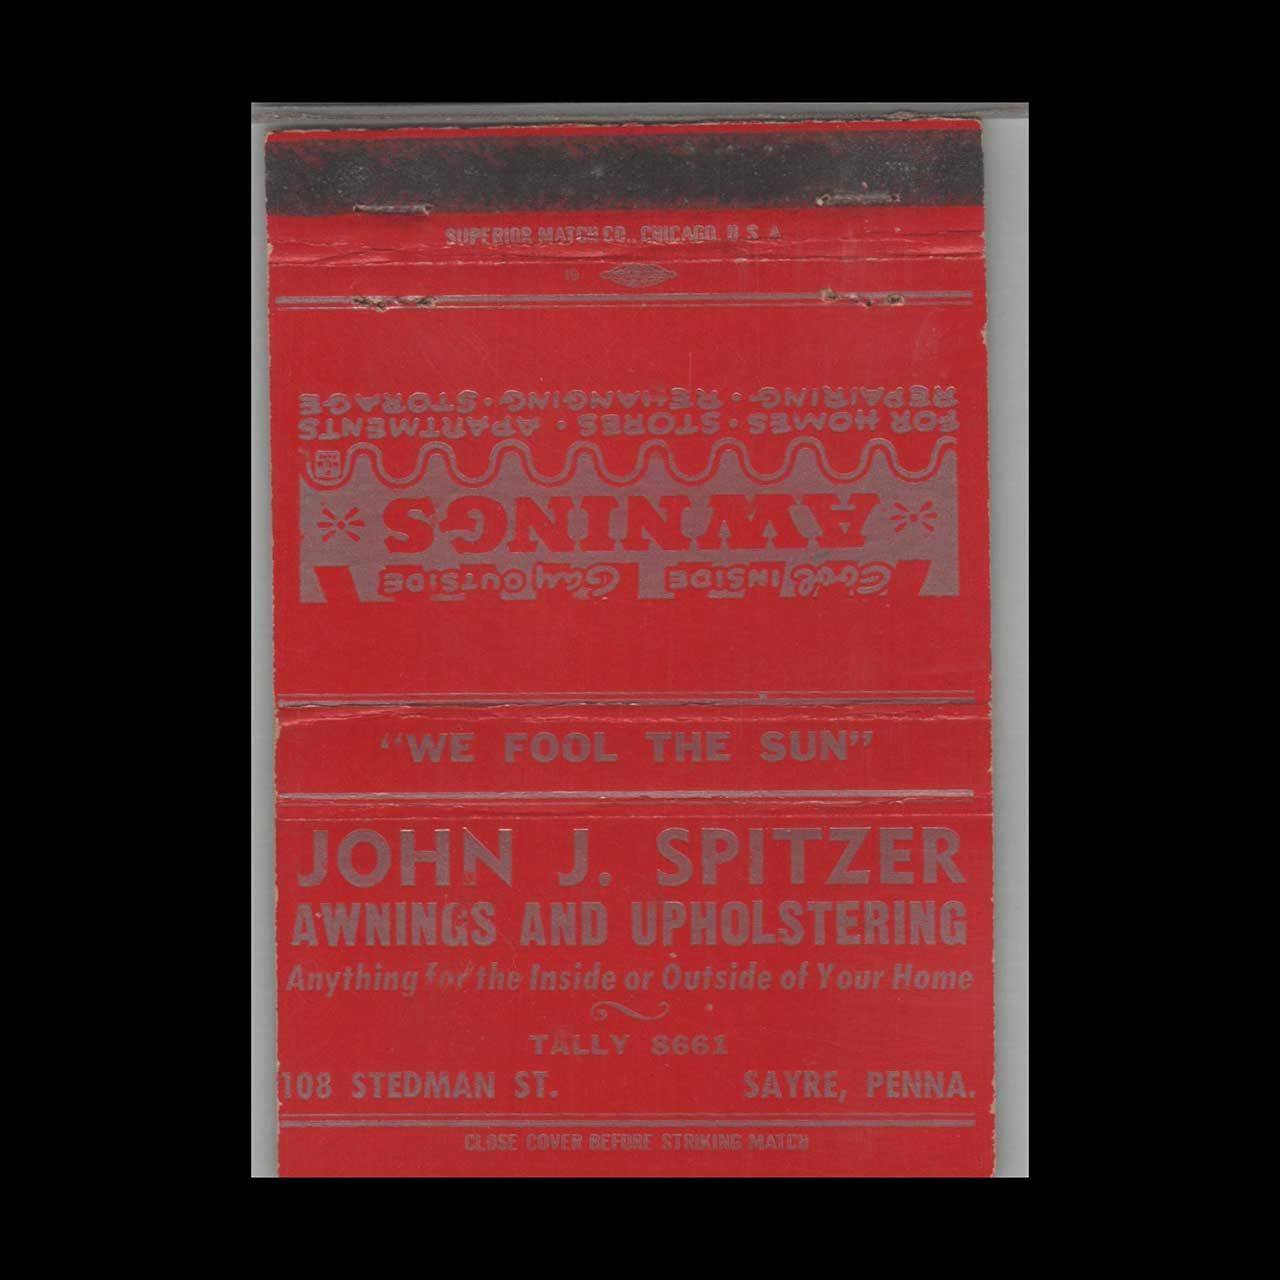 SUPERIOR MATCH CO., CHICAGO, U.S.A.
19
Cool INSIDE Gay OUTSIDE
AWNINGS
FOR HOMES · STORES · APARTMENTS
REPAIRING · REHANGING · STORAGE
"WE FOOL THE SUN"
JOHN J. SPITZER
AWNINGS AND UPHOLSTERING
Anything for the Inside or Outside of Your Home
TALLY 8661
108 STEDMAN ST. SAYRE, PENNA.
CLOSE COVER BEFORE STRIKING MATCH